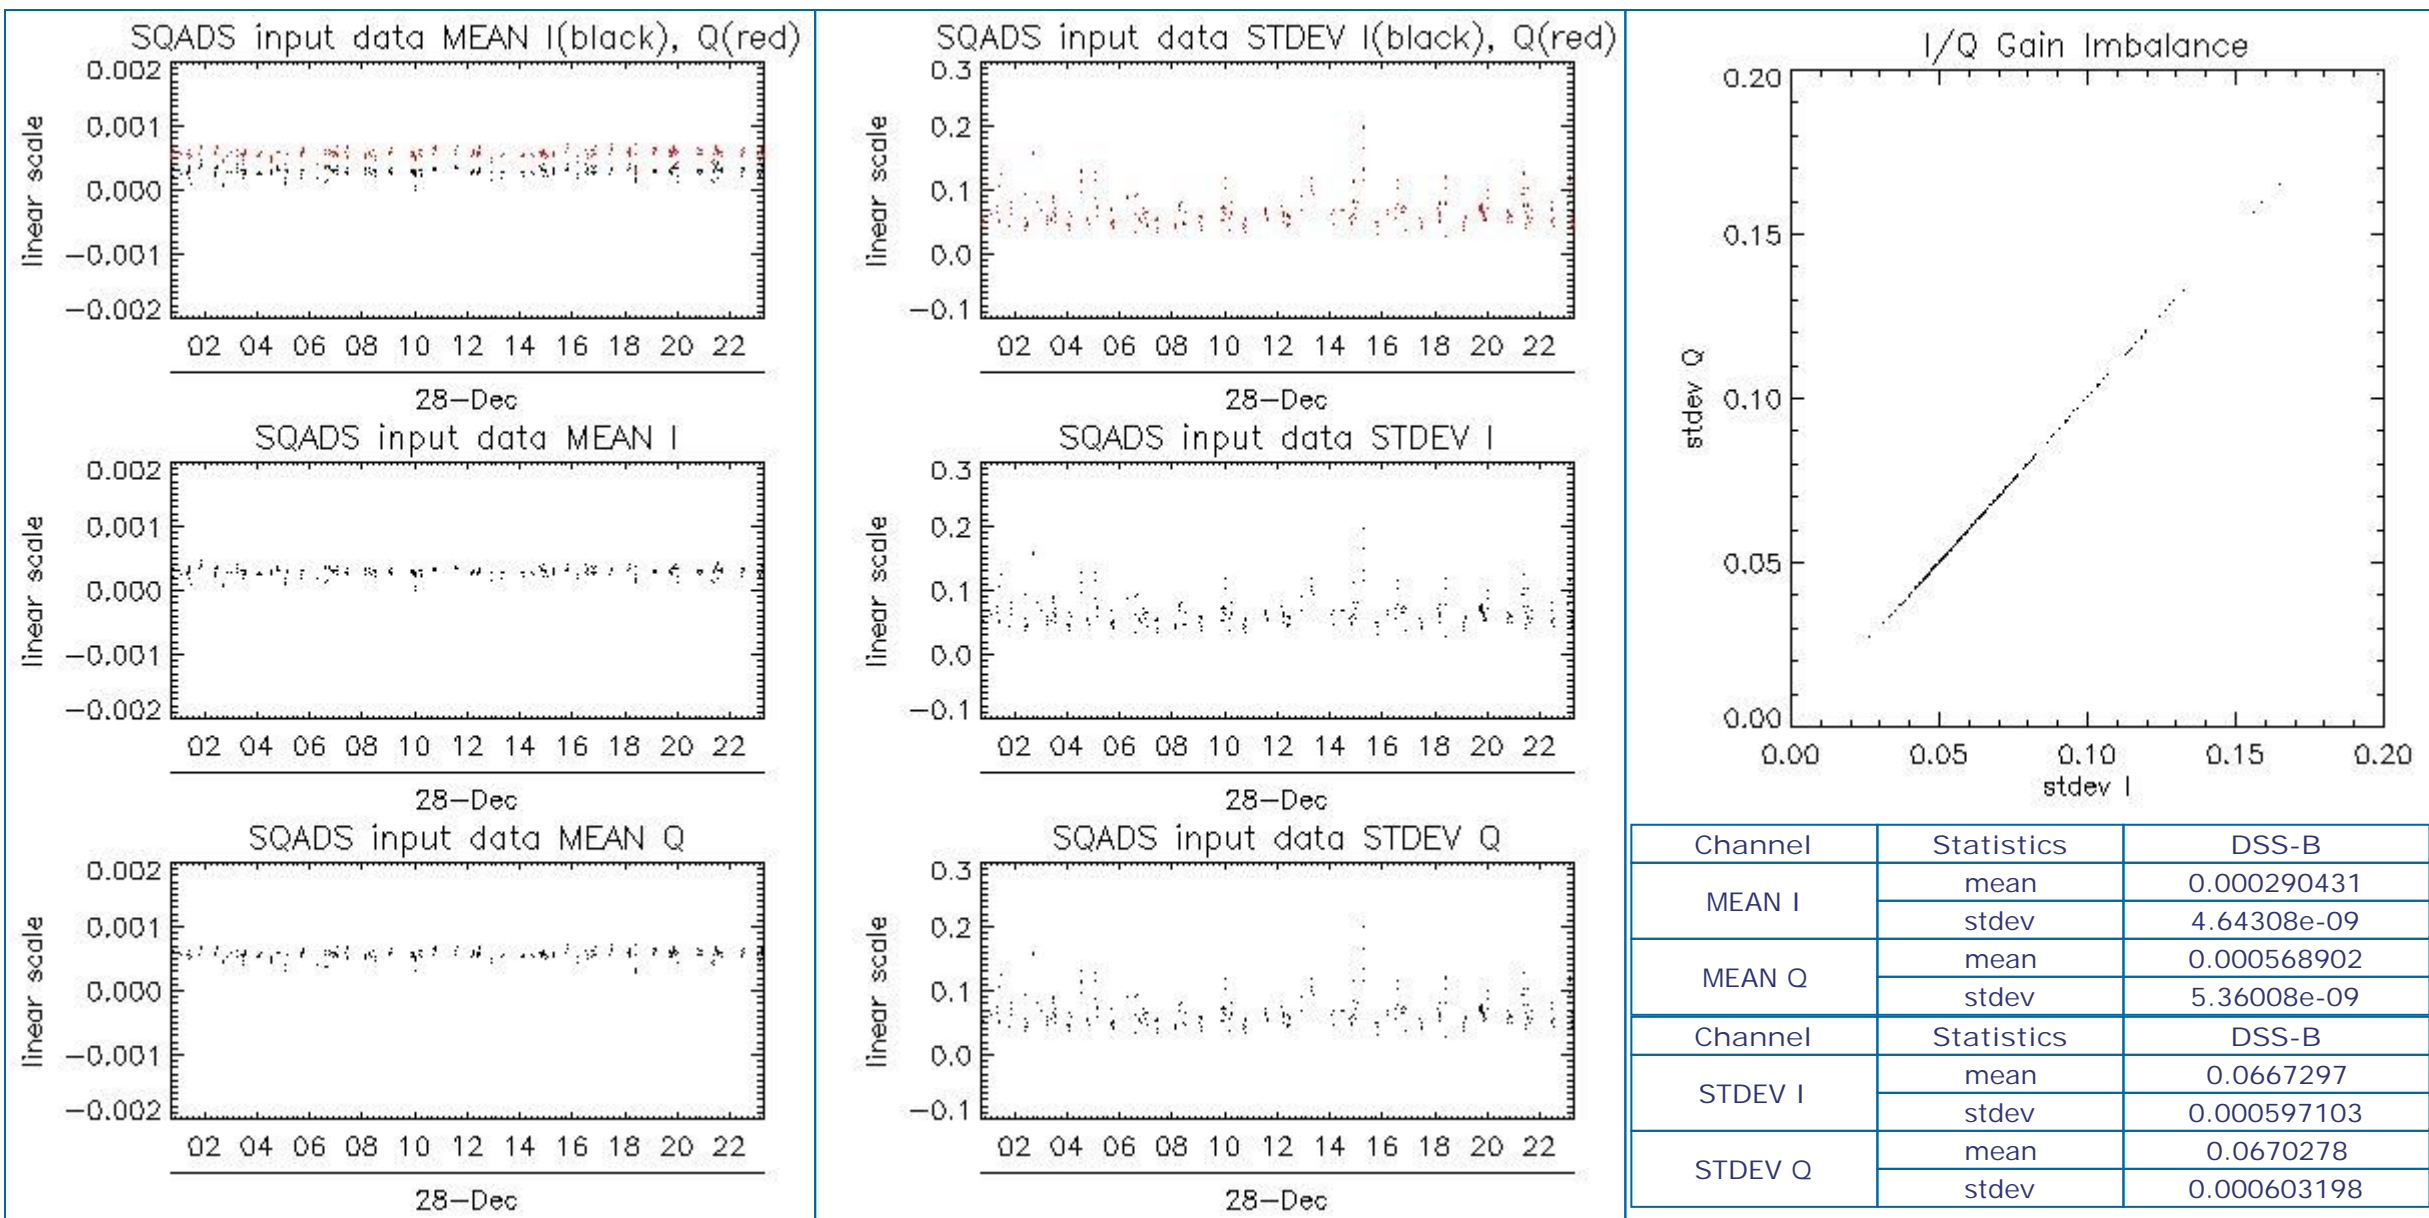 SQADS input data MEAN I(black), Q(red)
0.002
0.001
0.000
−0.001
−0.002
linear scale
02 04 06 08 10 12 14 16 18 20 22
28−Dec
SQADS input data MEAN I
0.002
0.001
0.000
−0.001
−0.002
linear scale
02 04 06 08 10 12 14 16 18 20 22
28−Dec
SQADS input data MEAN Q
0.002
0.001
0.000
−0.001
−0.002
linear scale
02 04 06 08 10 12 14 16 18 20 22
28−Dec
SQADS input data STDEV I(black), Q(red)
0.3
0.2
0.1
0.0
−0.1
linear scale
02 04 06 08 10 12 14 16 18 20 22
28−Dec
SQADS input data STDEV I
0.3
0.2
0.1
0.0
−0.1
linear scale
02 04 06 08 10 12 14 16 18 20 22
28−Dec
SQADS input data STDEV Q
0.3
0.2
0.1
0.0
−0.1
linear scale
02 04 06 08 10 12 14 16 18 20 22
28−Dec
I/Q Gain Imbalance
0.20
0.15
0.10
0.05
0.00
stdev Q
0.00 0.05 0.10 0.15 0.20
stdev I
Channel Statistics DSS-B
MEAN I mean 0.000290431
stdev 4.64308e-09
MEAN Q mean 0.000568902
stdev 5.36008e-09
Channel Statistics DSS-B
STDEV I mean 0.0667297
stdev 0.000597103
STDEV Q mean 0.0670278
stdev 0.000603198